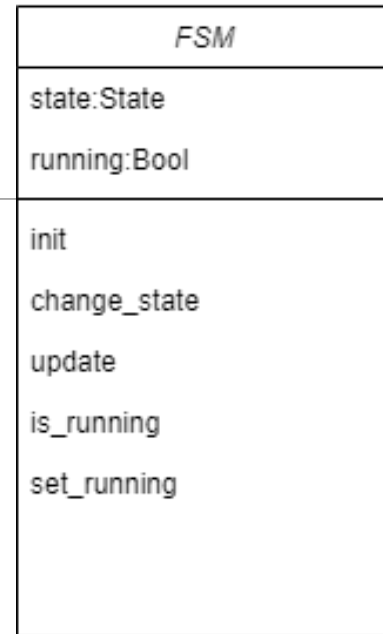 FSM
state:State
running:Bool
init
change_state
update
is_running
set_running